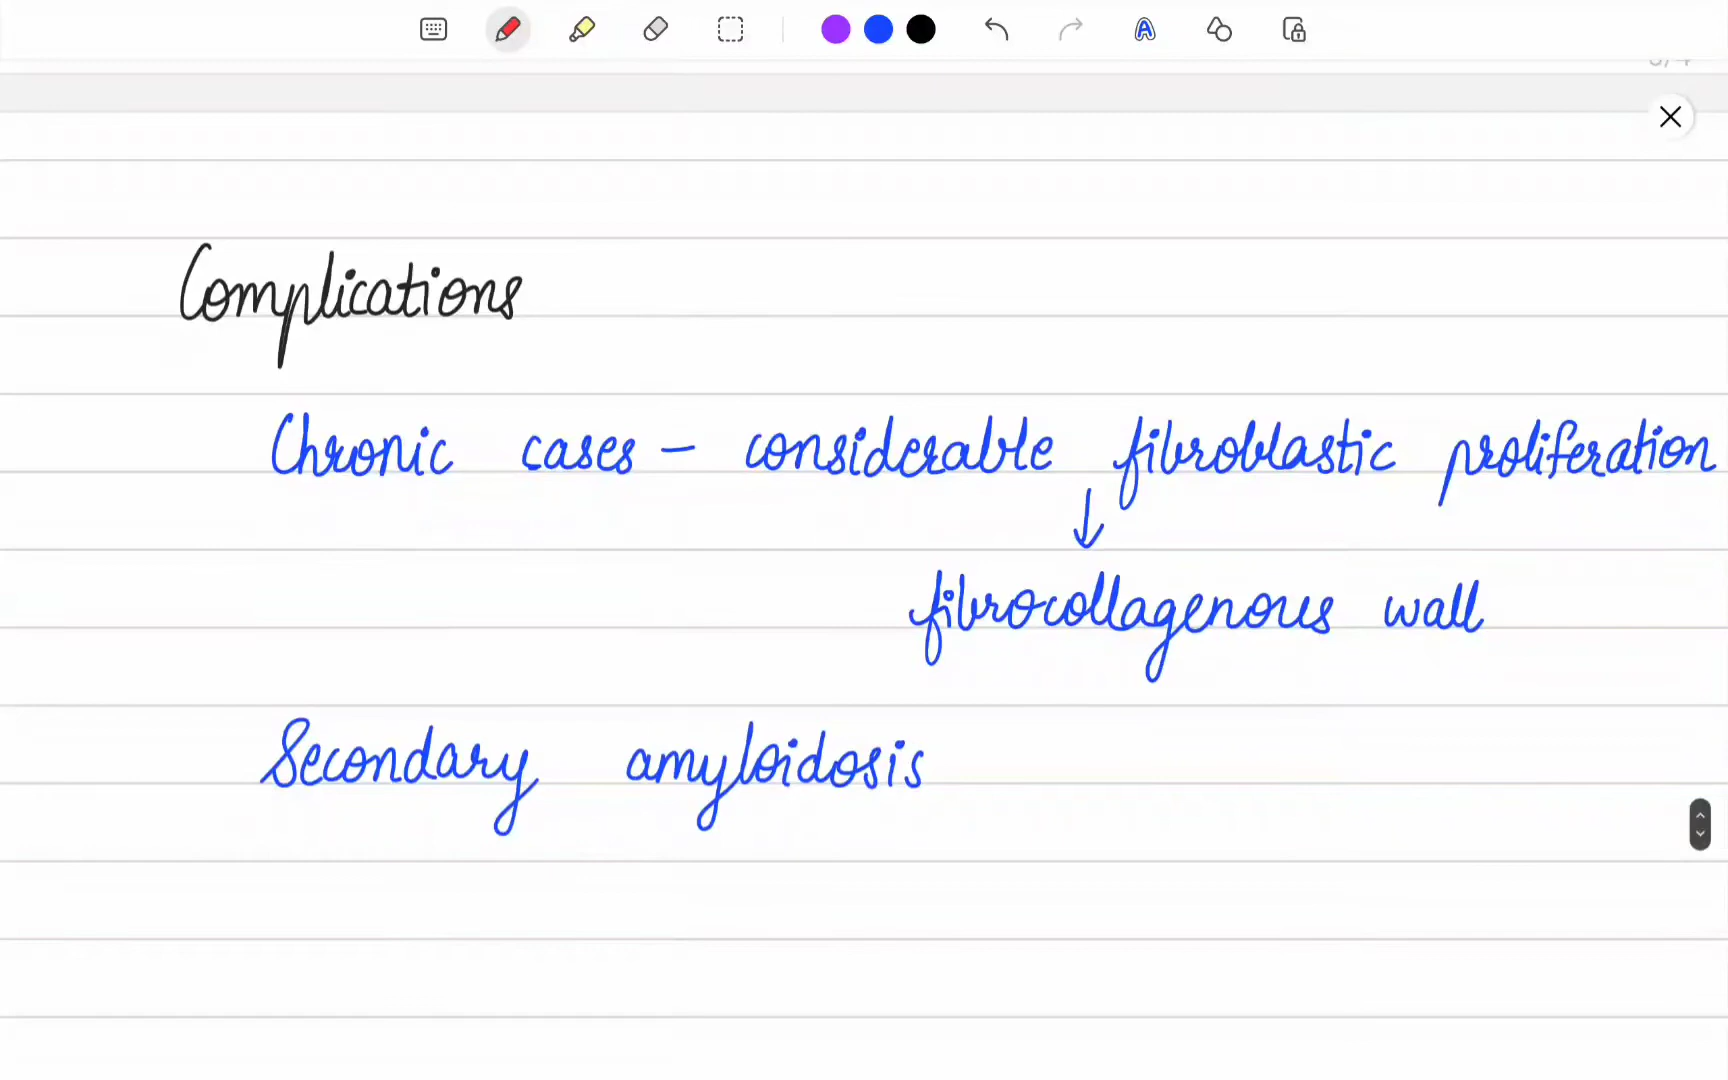 Complications
Chronic cases – considerable fibroblastic proliferation
↓
fibrocollagenous wall
Secondary amyloidosis